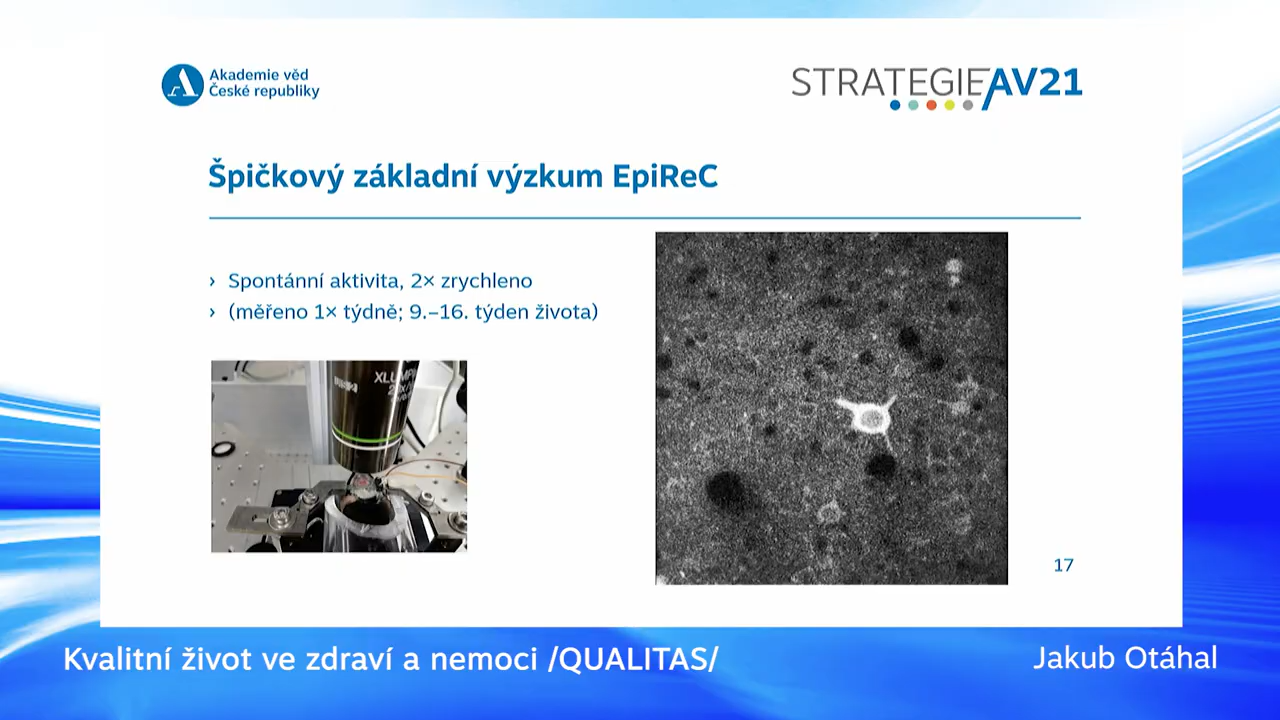 Akademie věd
České republiky
STRATEGIE AV21
Špičkový základní výzkum EpiReC
› Spontánní aktivita, 2× zrychleno
› (měřeno 1× týdně; 9.–16. týden života)
17
Kvalitní život ve zdraví a nemoci /QUALITAS/
Jakub Otáhal